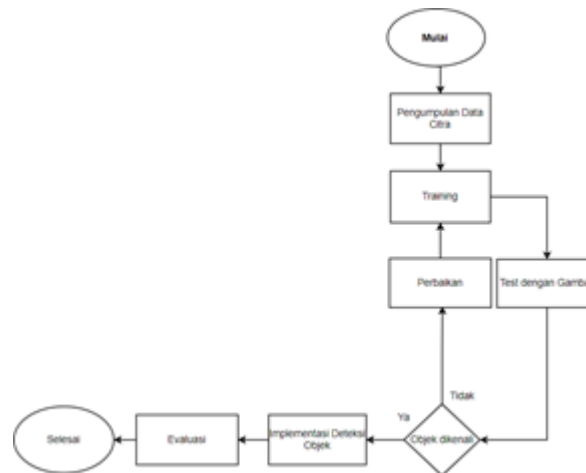 Mulai
Pengumpulan Data
Citra
Training
Perbaikan
Test dengan Gamba
Tidak
Ya
Objek dikenali
Implementasi Deteksi
Objek
Evaluasi
Selesai